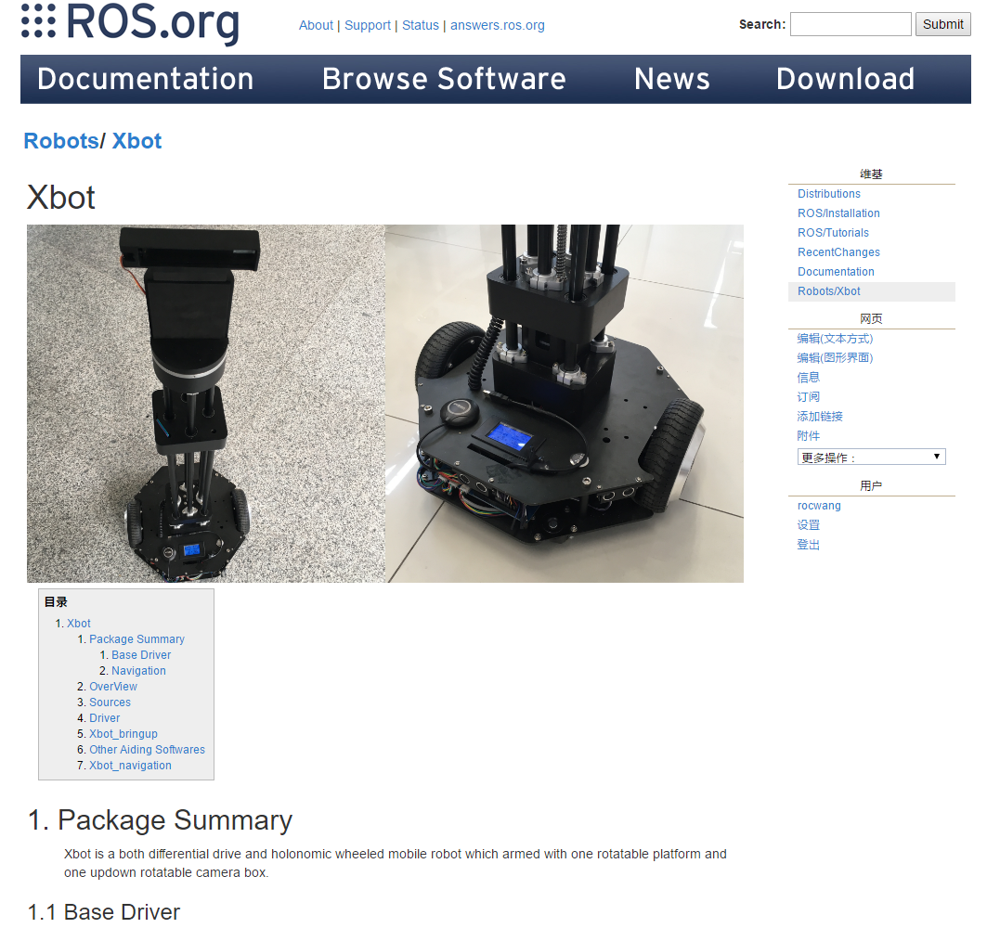 ROS.org
About | Support | Status | answers.ros.org
Search: Submit
Documentation Browse Software News Download
Robots/ Xbot
Xbot
维基
Distributions
ROS/Installation
ROS/Tutorials
RecentChanges
Documentation
Robots/Xbot
网页
编辑(文本方式)
编辑(图形界面)
信息
订阅
添加链接
附件
更多操作：
用户
rocwang
设置
登出
目录
1. Xbot
1. Package Summary
1. Base Driver
2. Navigation
2. OverView
3. Sources
4. Driver
5. Xbot_bringup
6. Other Aiding Softwares
7. Xbot_navigation
1. Package Summary
Xbot is a both differential drive and holonomic wheeled mobile robot which armed with one rotatable platform and
one updown rotatable camera box.
1.1 Base Driver